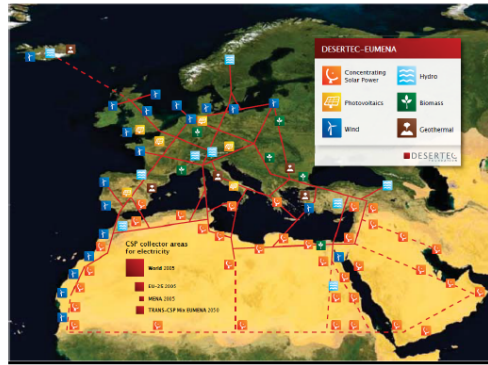 DESERTEC-EUMENA
Concentrating
Solar Power
Hydro
Photovoltaics
Biomass
Wind
Geothermal
DESERTEC
FOUNDATION
CSP collector areas
for electricity
World 2005
EU-25 2005
MENA 2005
TRANS-CSP Mix EUMENA 2050